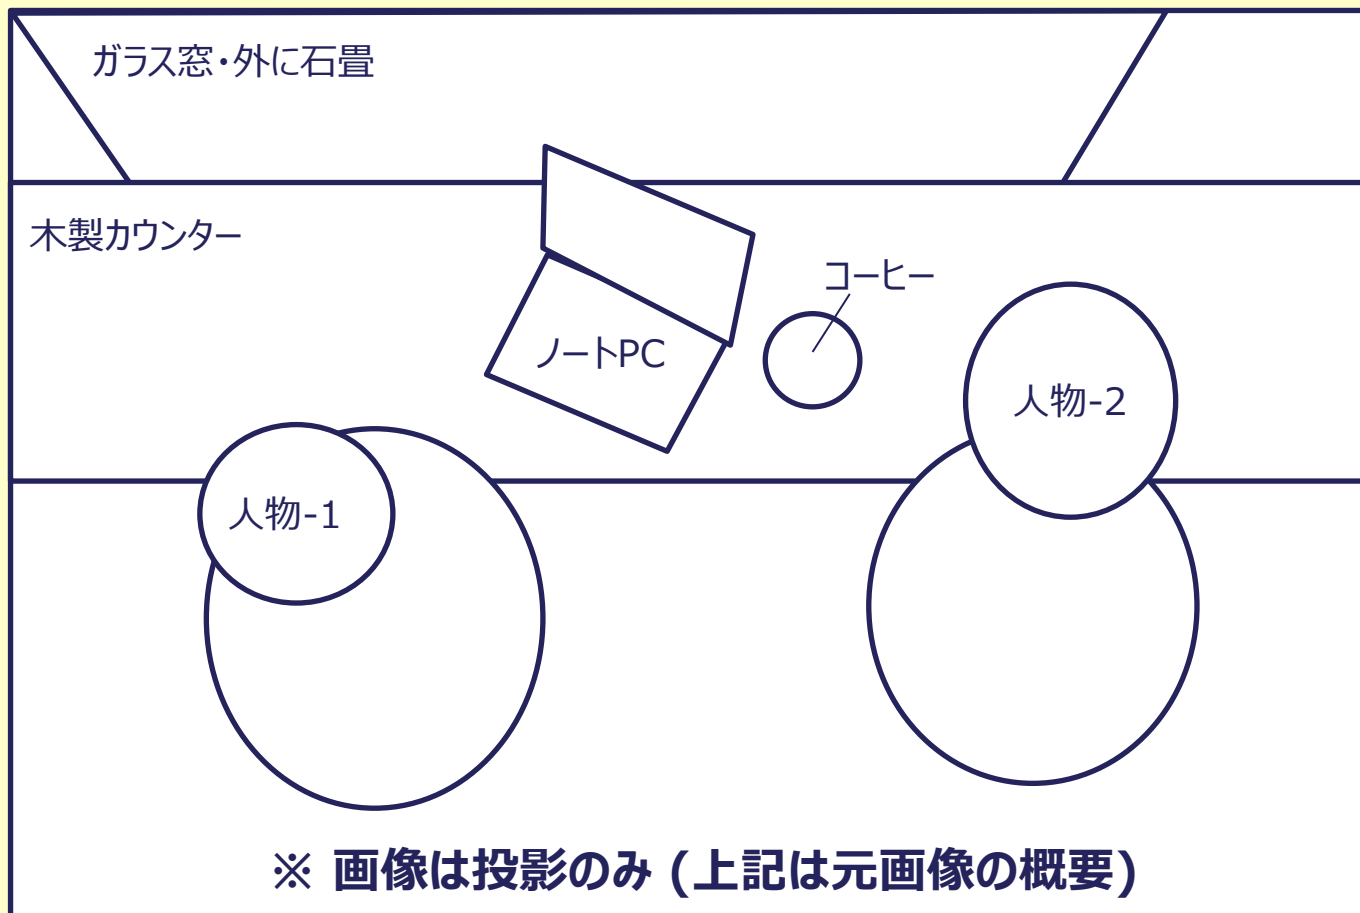 ガラス窓・外に石畳
木製カウンター
コーヒー
ノートPC
人物-2
人物-1
※ 画像は投影のみ (上記は元画像の概要)